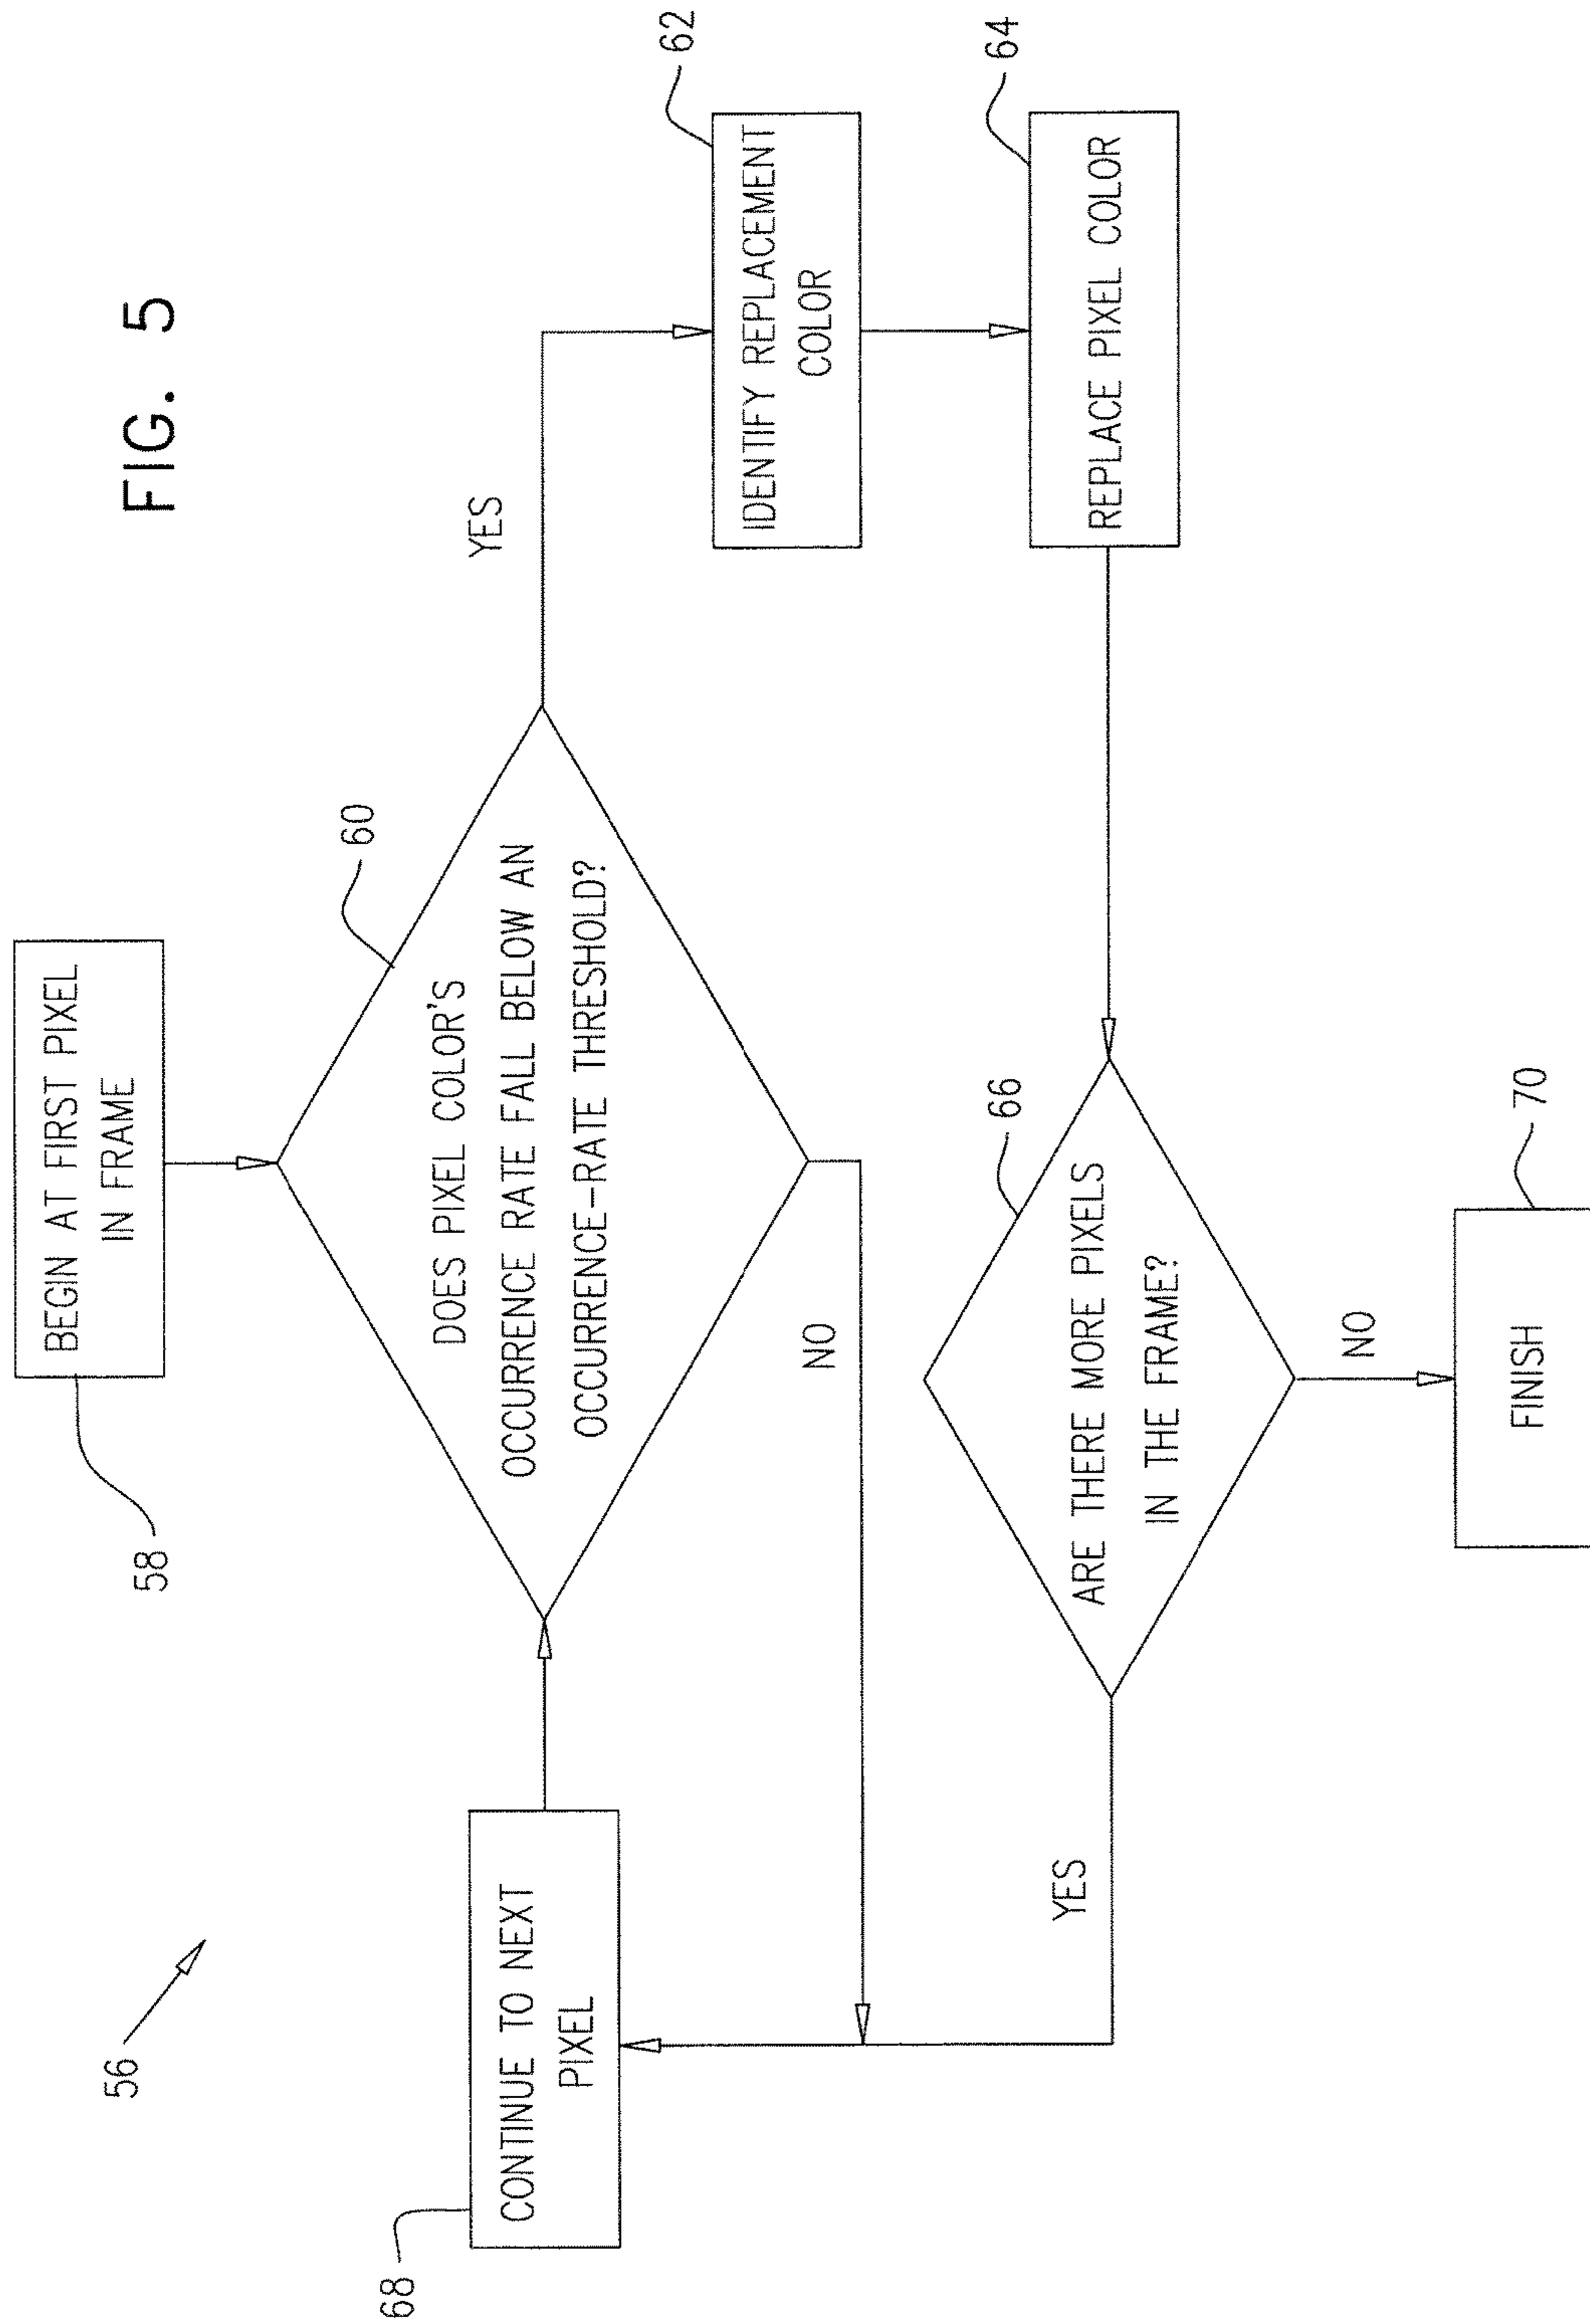 FIG. 5
56
58
BEGIN AT FIRST PIXEL
IN FRAME
60
DOES PIXEL COLOR'S
OCCURRENCE RATE FALL BELOW AN
OCCURRENCE-RATE THRESHOLD?
YES
NO
62
IDENTIFY REPLACEMENT
COLOR
64
REPLACE PIXEL COLOR
66
ARE THERE MORE PIXELS
IN THE FRAME?
YES
NO
68
CONTINUE TO NEXT
PIXEL
70
FINISH